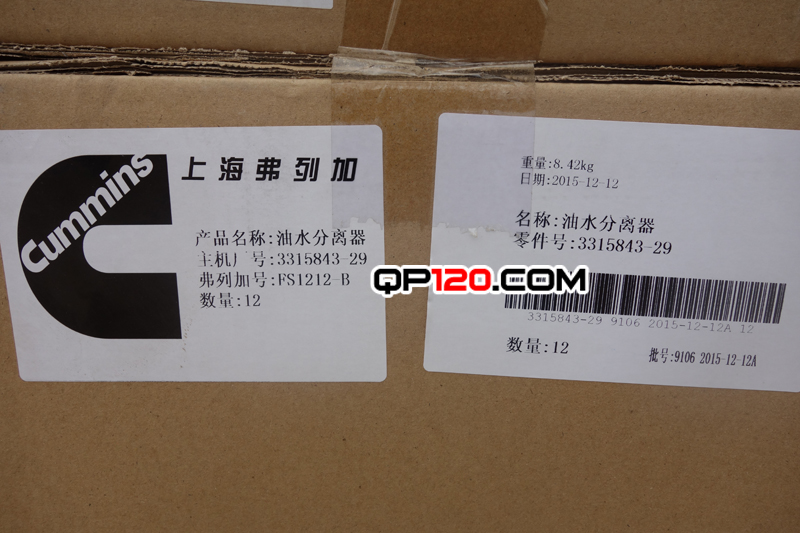 Cummins
上海弗列加
产品名称:油水分离器
主机厂号:3315843-29
弗列加号:FS1212-B
数量:12
QP120.COM
重量:8.42kg
日期:2015-12-12
名称:油水分离器
零件号:3315843-29
3315843-29 9106 2015-12-12A 12
数量:12
批号:9106 2015-12-12A